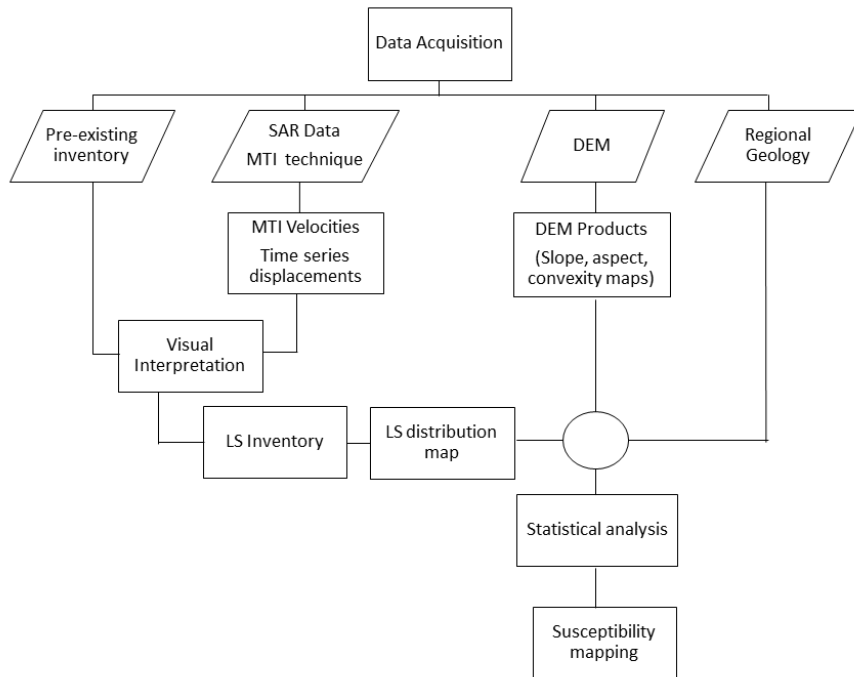 Data Acquisition
Pre-existing
inventory
SAR Data
MTI technique
DEM
Regional
Geology
MTI Velocities
Time series
displacements
DEM Products
(Slope, aspect,
convexity maps)
Visual
Interpretation
LS Inventory
LS distribution
map
Statistical analysis
Susceptibility
mapping